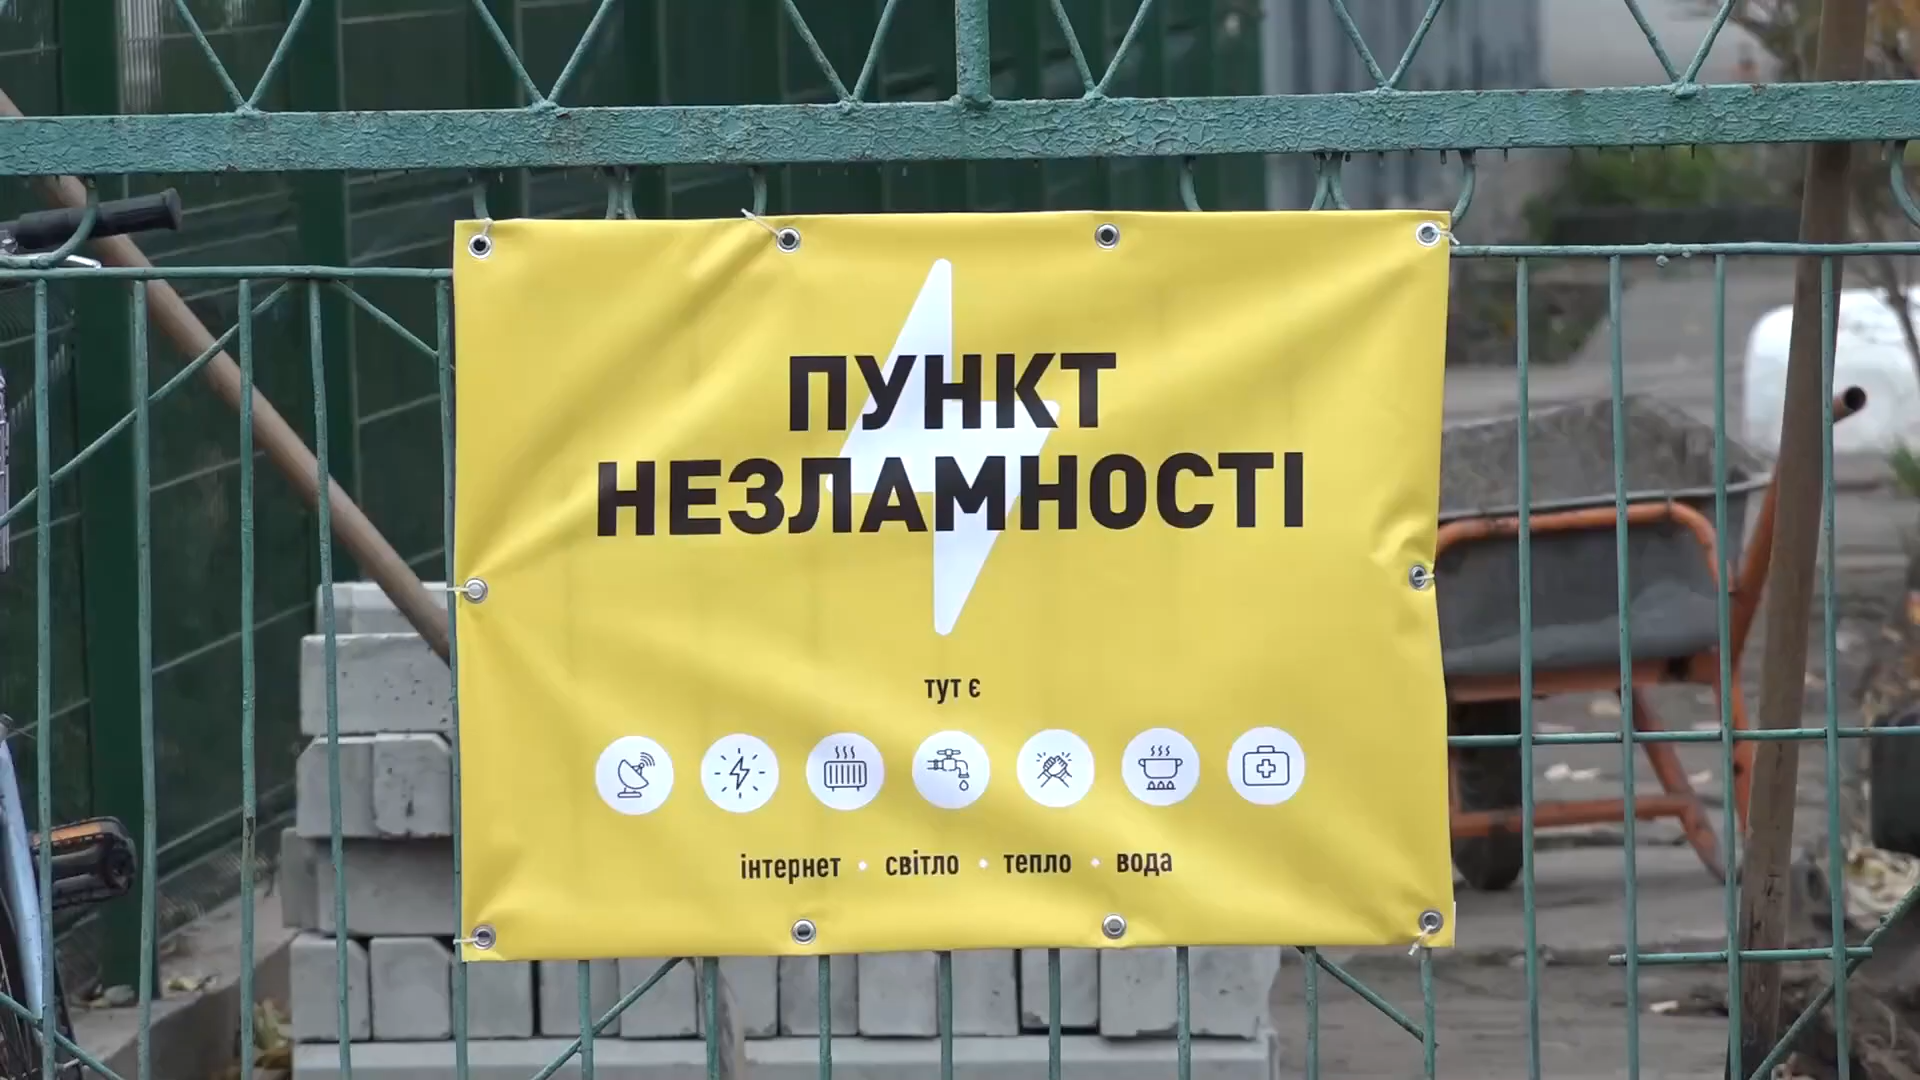 ПУНКТ
НЕЗЛАМНОСТІ
тут є
інтернет • світло • тепло • вода